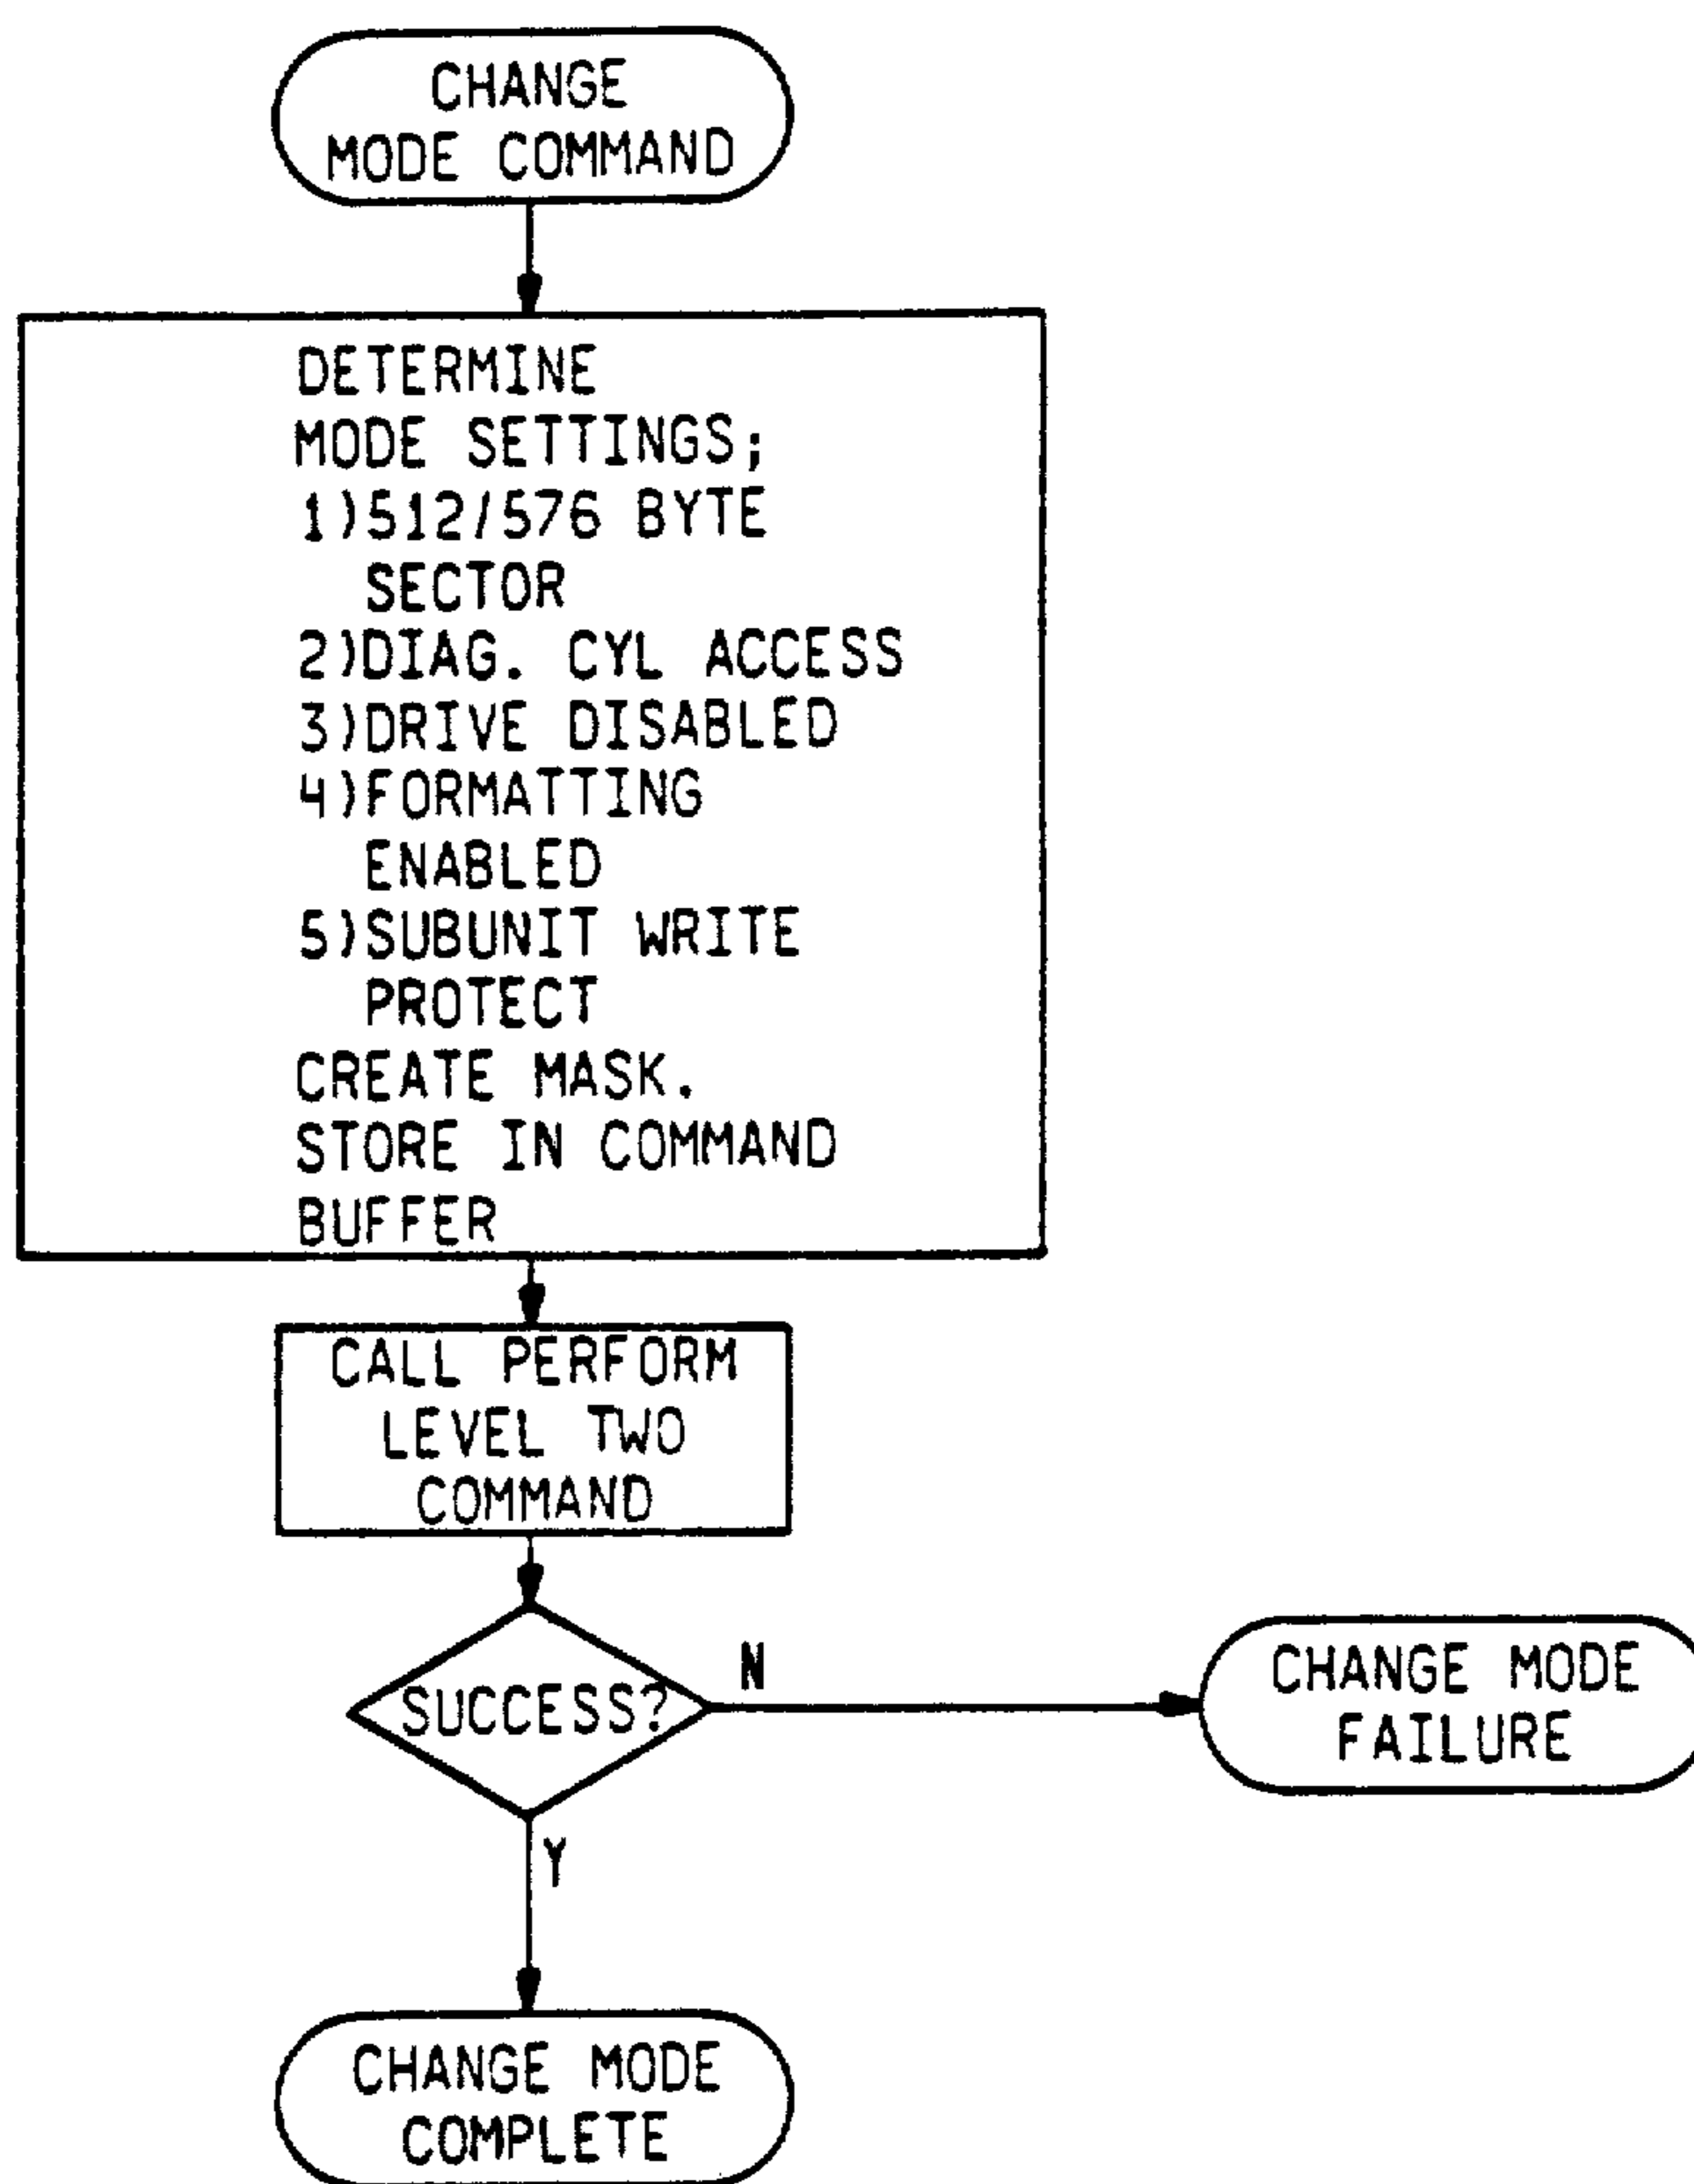 CHANGE
MODE COMMAND
DETERMINE
MODE SETTINGS;
1)512/576 BYTE
SECTOR
2)DIAG. CYL ACCESS
3)DRIVE DISABLED
4)FORMATTING
ENABLED
5)SUBUNIT WRITE
PROTECT
CREATE MASK.
STORE IN COMMAND
BUFFER
CALL PERFORM
LEVEL TWO
COMMAND
SUCCESS?
N
CHANGE MODE
FAILURE
Y
CHANGE MODE
COMPLETE